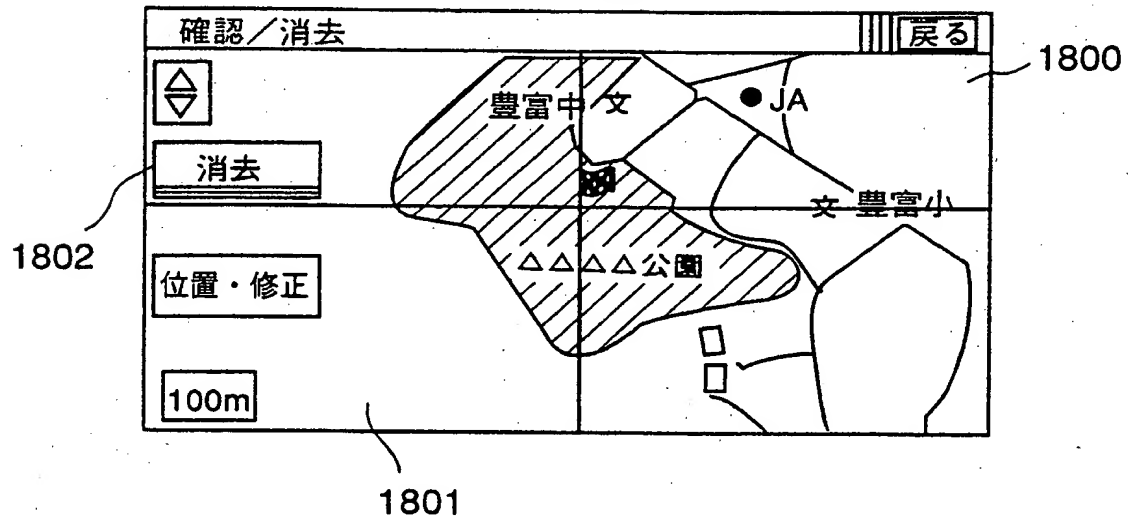 確認／消去
戻る
1800
豊富中 文
JA
消去
文 豊富小
1802
△△△△公園
位置・修正
100m
1801